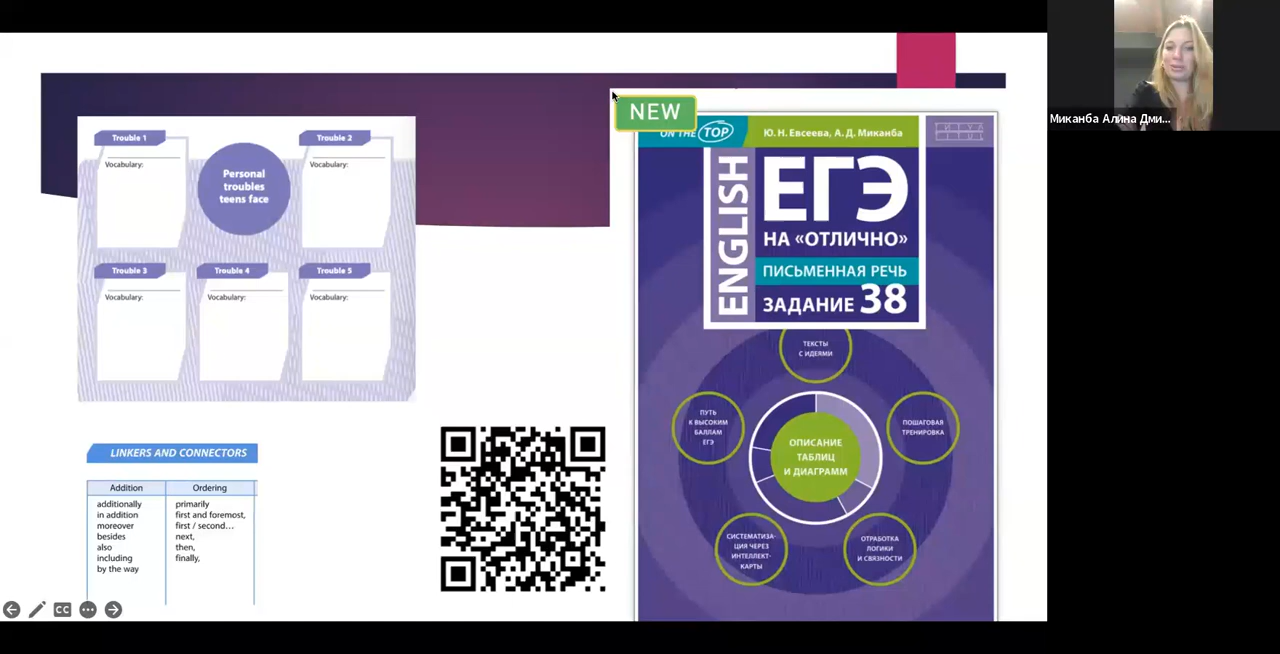 Trouble 1
Vocabulary:
Personal
troubles
teens face
Trouble 2
Vocabulary:
Trouble 3
Vocabulary:
Trouble 4
Vocabulary:
Trouble 5
Vocabulary:
LINKERS AND CONNECTORS
Addition
additionally
in addition
moreover
besides
also
including
by the way
Ordering
primarily
first and foremost,
first / second…
next,
then,
finally,
NEW
ON THE TOP
Ю. Н. Евсеева, А. Д. Миканба
ТИТУЛ
ENGLISH
ЕГЭ
НА «ОТЛИЧНО»
ПИСЬМЕННАЯ РЕЧЬ
ЗАДАНИЕ 38
ТЕКСТЫ
С ИДЕЯМИ
ПУТЬ
К ВЫСОКИМ
БАЛЛАМ
ЕГЭ
ПОШАГОВАЯ
ТРЕНИРОВКА
ОПИСАНИЕ
ТАБЛИЦ
И ДИАГРАММ
СИСТЕМАТИЗА-
ЦИЯ ЧЕРЕЗ
ИНТЕЛЛЕКТ-
КАРТЫ
ОТРАБОТКА
ЛОГИКИ
И СВЯЗНОСТИ
CC
Миканба Алина Дми...